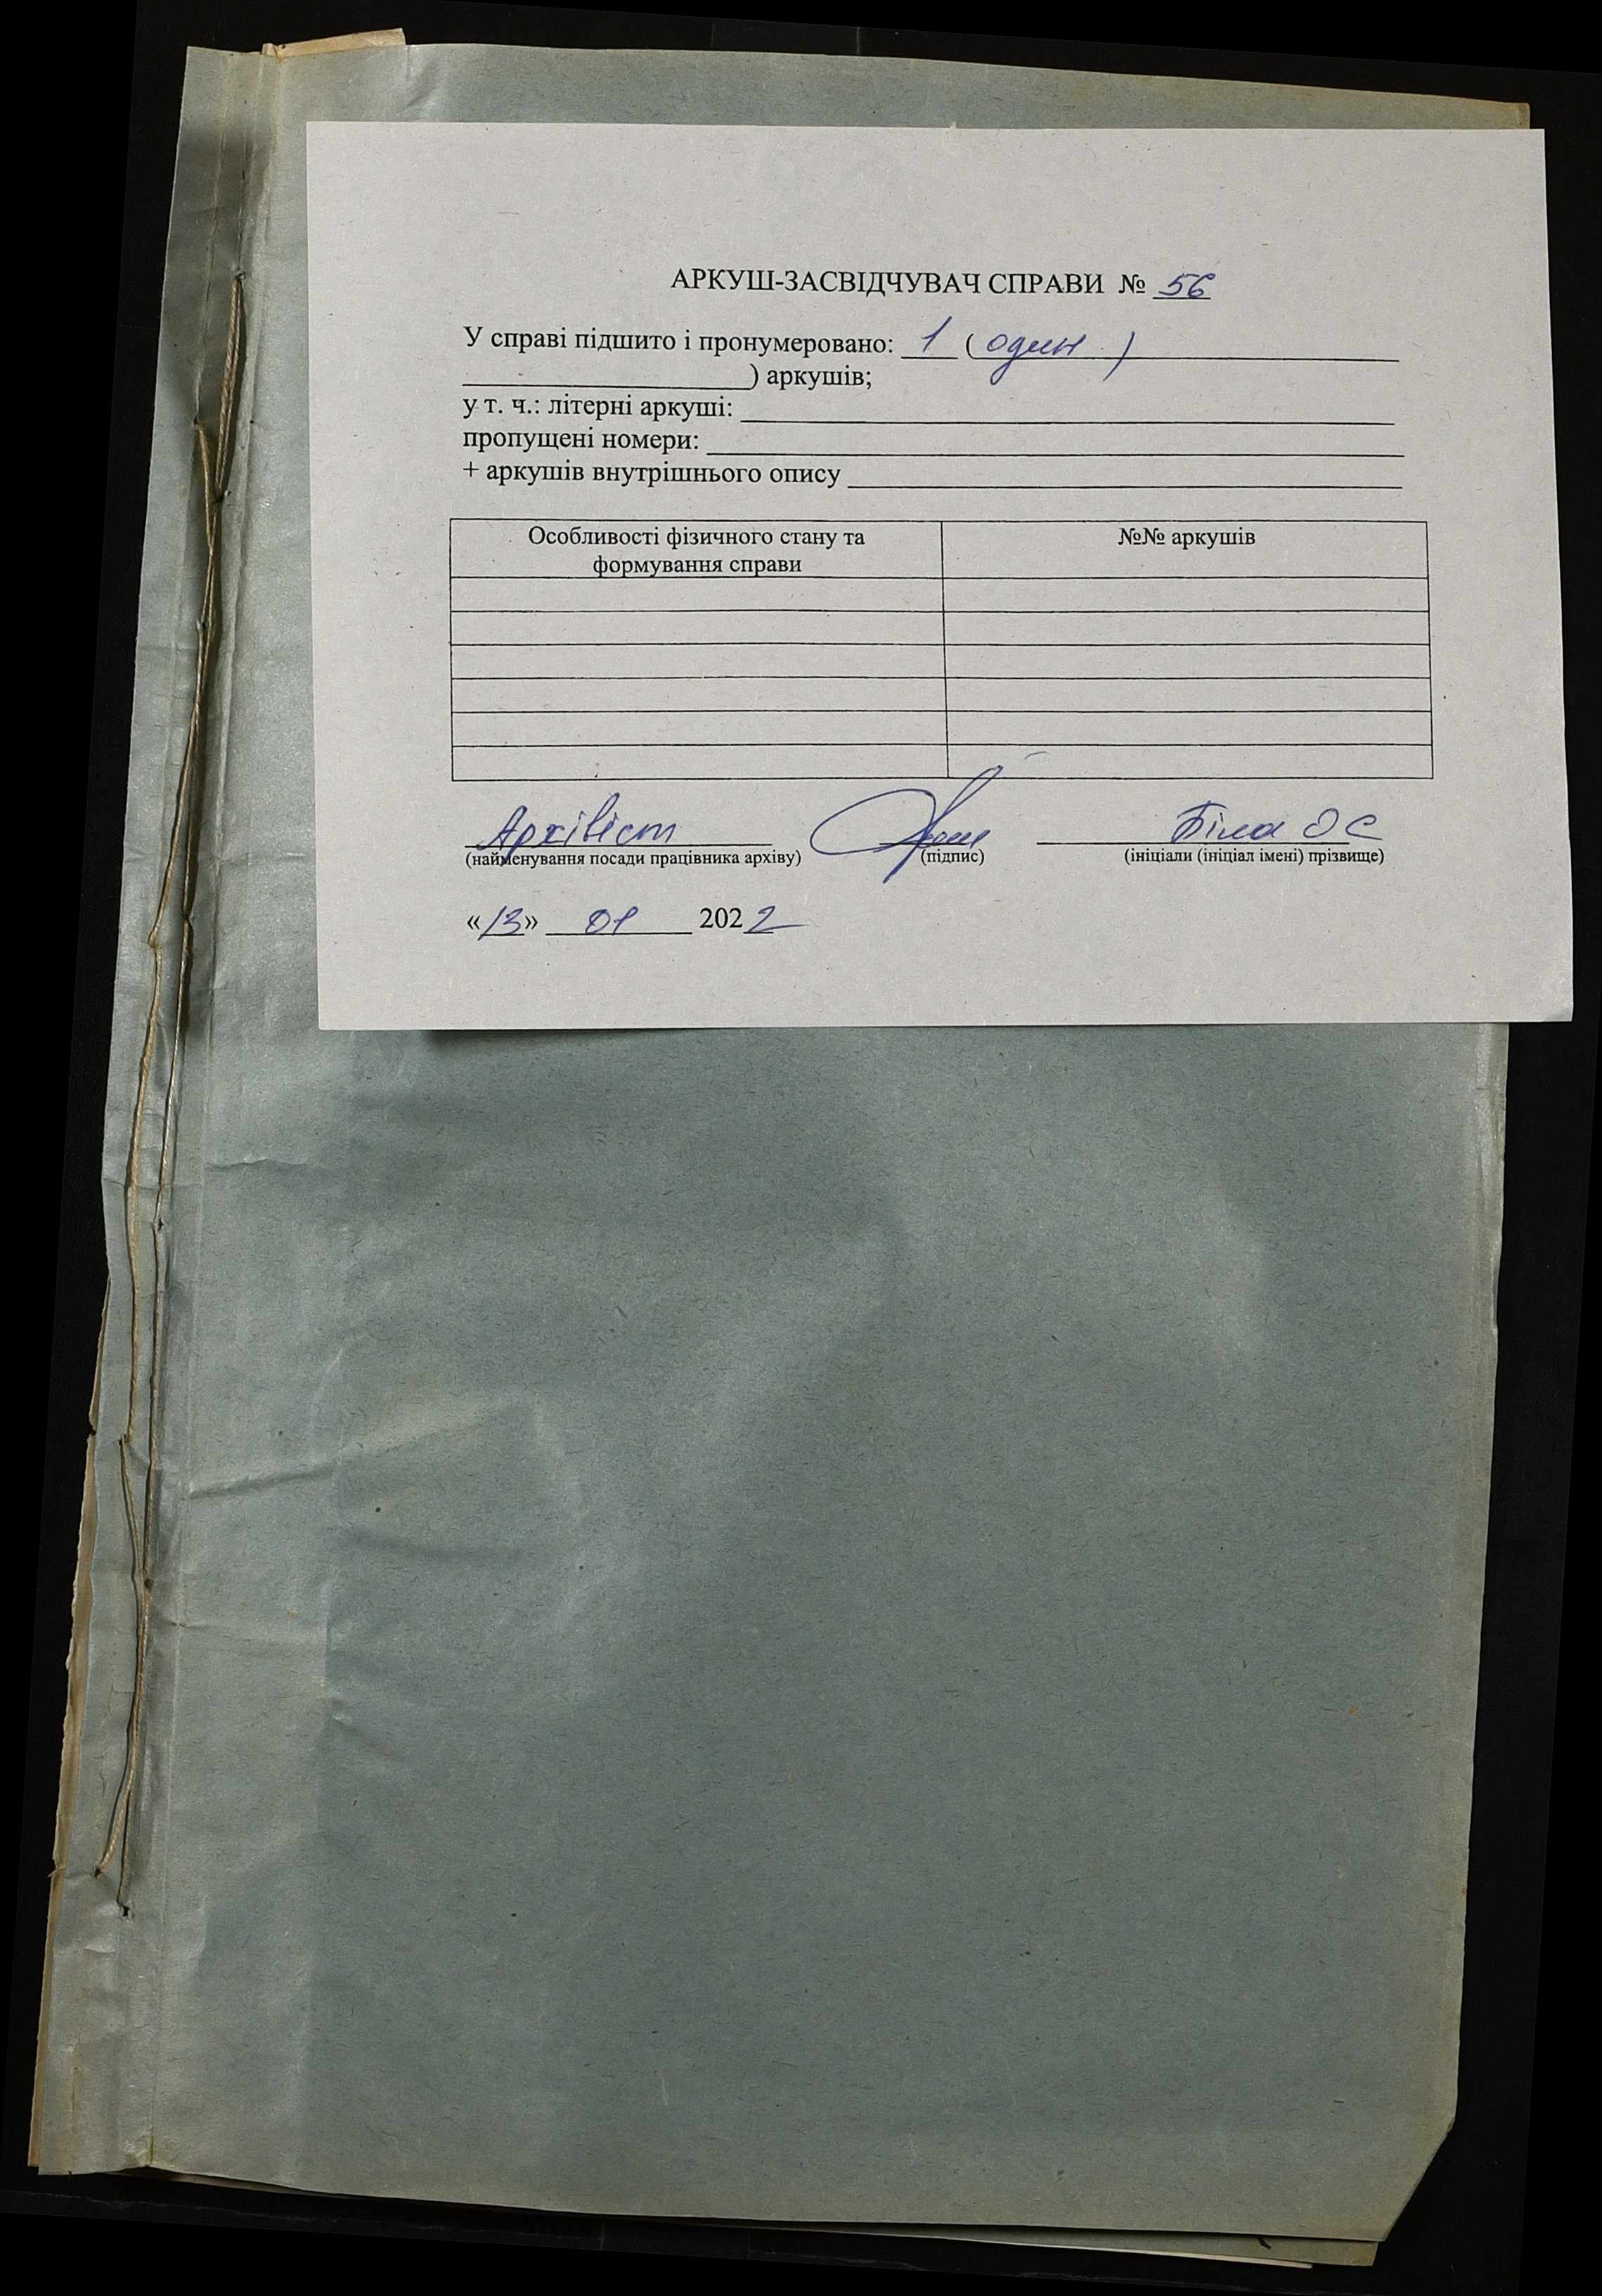 АРКУШ-ЗАСВІДЧУВАЧ СПРАВИ № 56
У справі підшито і пронумеровано: 1 ( один )
) аркушів;
у т. ч.: літерні аркуші:
пропущені номери:
+ аркушів внутрішнього опису
Особливості фізичного стану та формування справи
№№ аркушів
Архівіст Біла О С
(найменування посади працівника архіву) (підпис) (ініціали (ініціал імені) прізвище)
«13» 01 2022